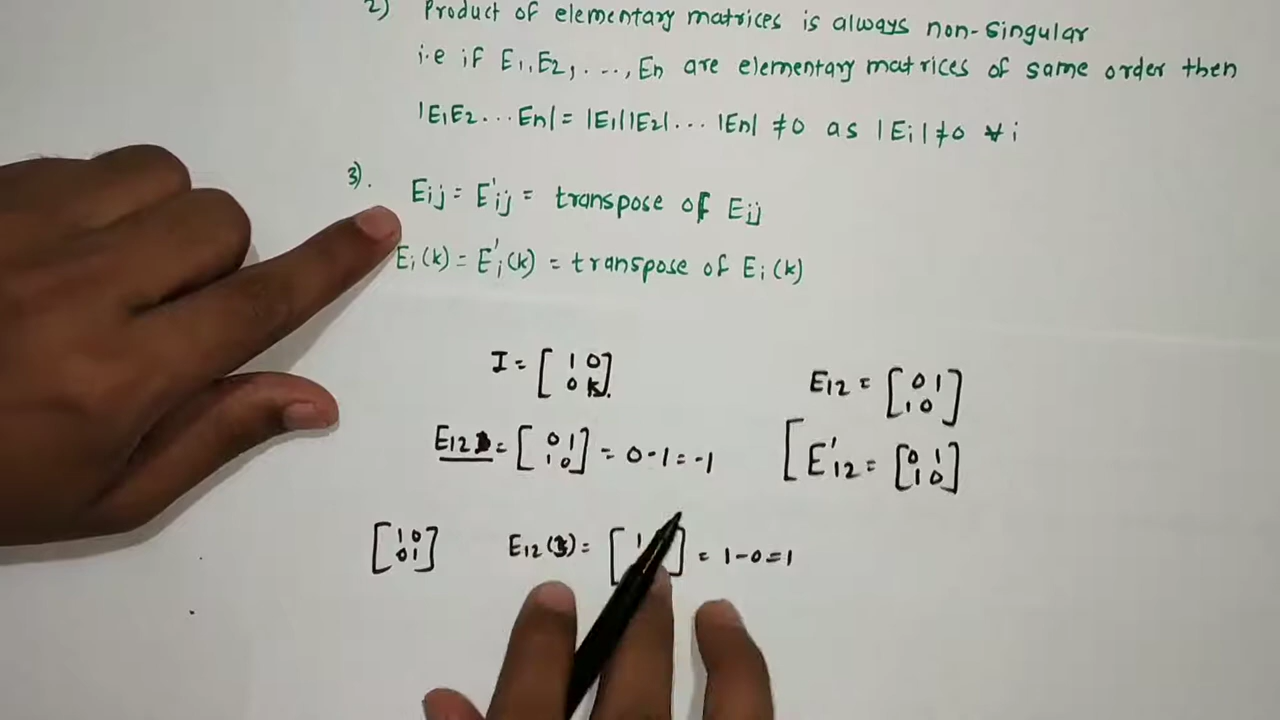 2) Product of elementary matrices is always non-singular
i.e if E1, E2, ..., En are elementary matrices of same order then
|E1E2...En| = |E1||E2|... |En| ≠0 as |Ei|≠0 ∀ i
3). Eij = E'ij = transpose of Eij
Ei(k) = E'i(k) = transpose of Ei(k)
I = [1 0
0 k]
E12 = [0 1
1 0]
E12 = [0 1
1 0] = 0-1=-1
[E'12 = [0 1
1 0]
[1 0
0 1]
E12(3) = [1 ] = 1-0=1